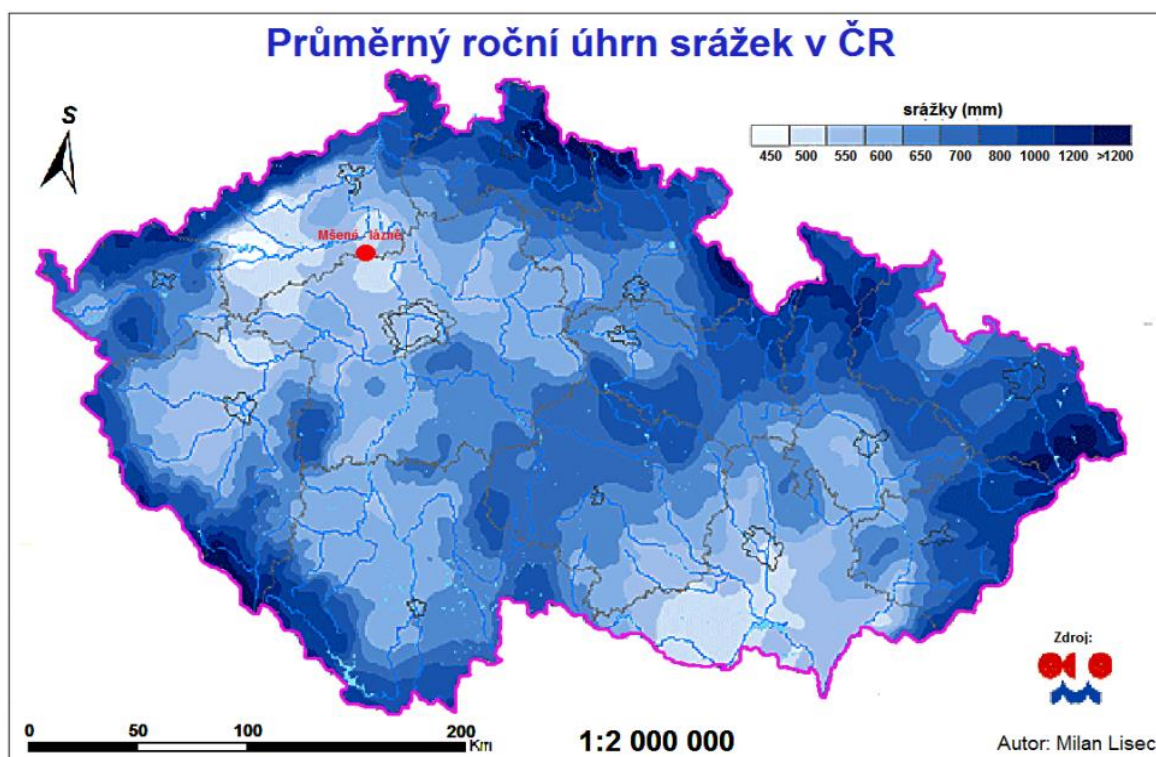 Průměrný roční úhrn srážek v ČR
S
srážky (mm)
450 500 550 600 650 700 800 1000 1200 >1200
Mšené lázně
Zdroj:
0 50 100 200
Km
1:2 000 000
Autor: Milan Lisec